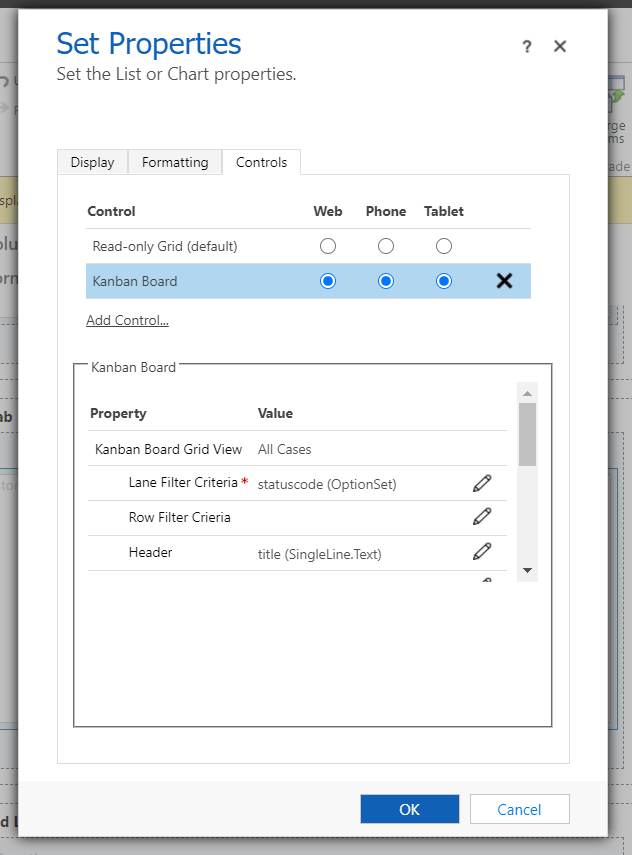 Set Properties
?
Set the List or Chart properties.
Display Formatting Controls
Control Web Phone Tablet
Read-only Grid (default)
Kanban Board
Add Control...
Kanban Board
Property Value
Kanban Board Grid View All Cases
Lane Filter Criteria * statuscode (OptionSet)
Row Filter Crieria
Header title (SingleLine.Text)
OK Cancel